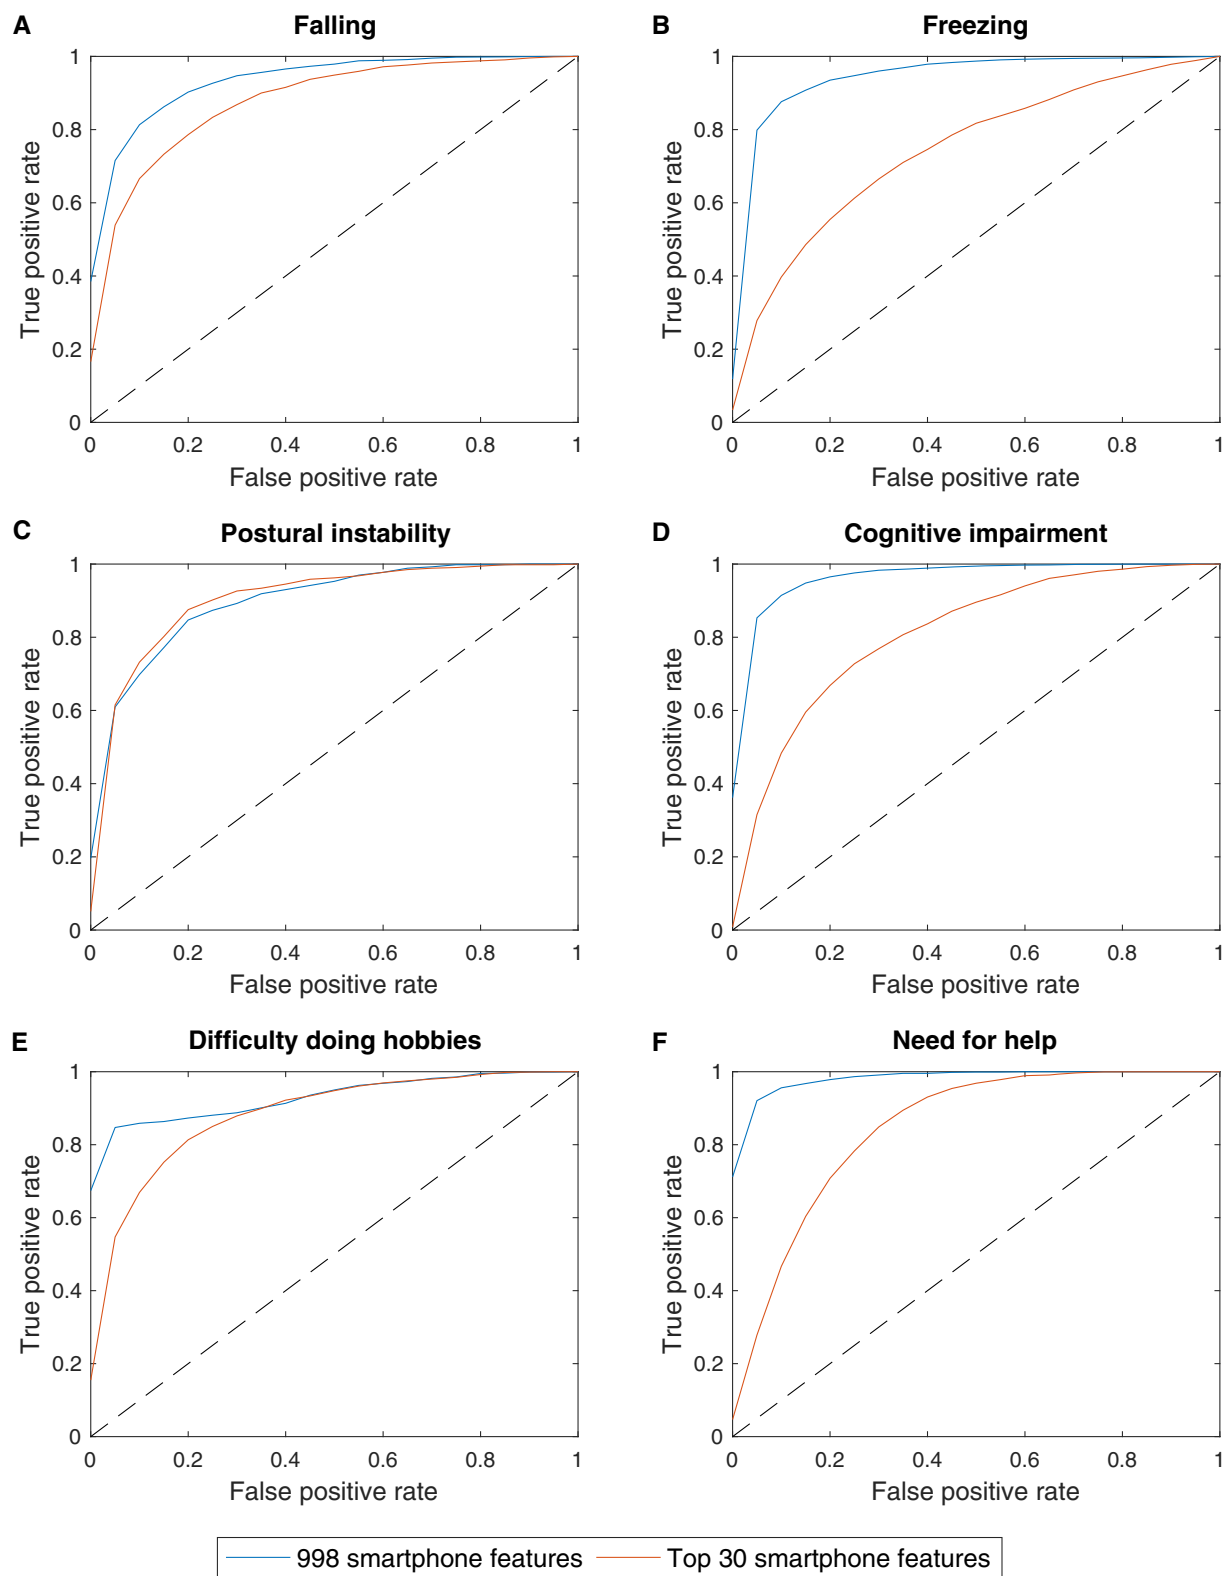 A Falling
1
0.8
0.6
0.4
0.2
0
True positive rate
0 0.2 0.4 0.6 0.8 1
False positive rate
B Freezing
1
0.8
0.6
0.4
0.2
0
True positive rate
0 0.2 0.4 0.6 0.8 1
False positive rate
C Postural instability
1
0.8
0.6
0.4
0.2
0
True positive rate
0 0.2 0.4 0.6 0.8 1
False positive rate
D Cognitive impairment
1
0.8
0.6
0.4
0.2
0
True positive rate
0 0.2 0.4 0.6 0.8 1
False positive rate
E Difficulty doing hobbies
1
0.8
0.6
0.4
0.2
0
True positive rate
0 0.2 0.4 0.6 0.8 1
False positive rate
F Need for help
1
0.8
0.6
0.4
0.2
0
True positive rate
0 0.2 0.4 0.6 0.8 1
False positive rate
998 smartphone features Top 30 smartphone features